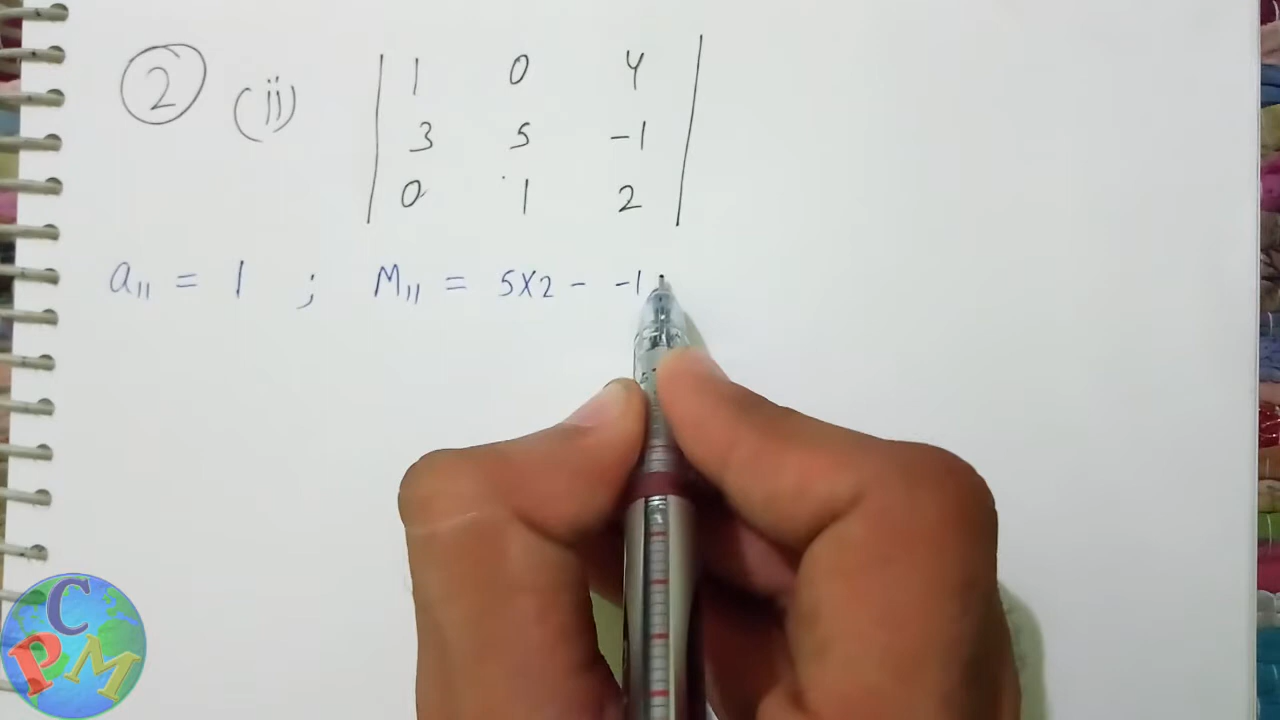 2 (ii)
1 0 4
3 5 -1
0 1 2
a₁₁ = 1 ; M₁₁ = 5X2 - -1
CPM